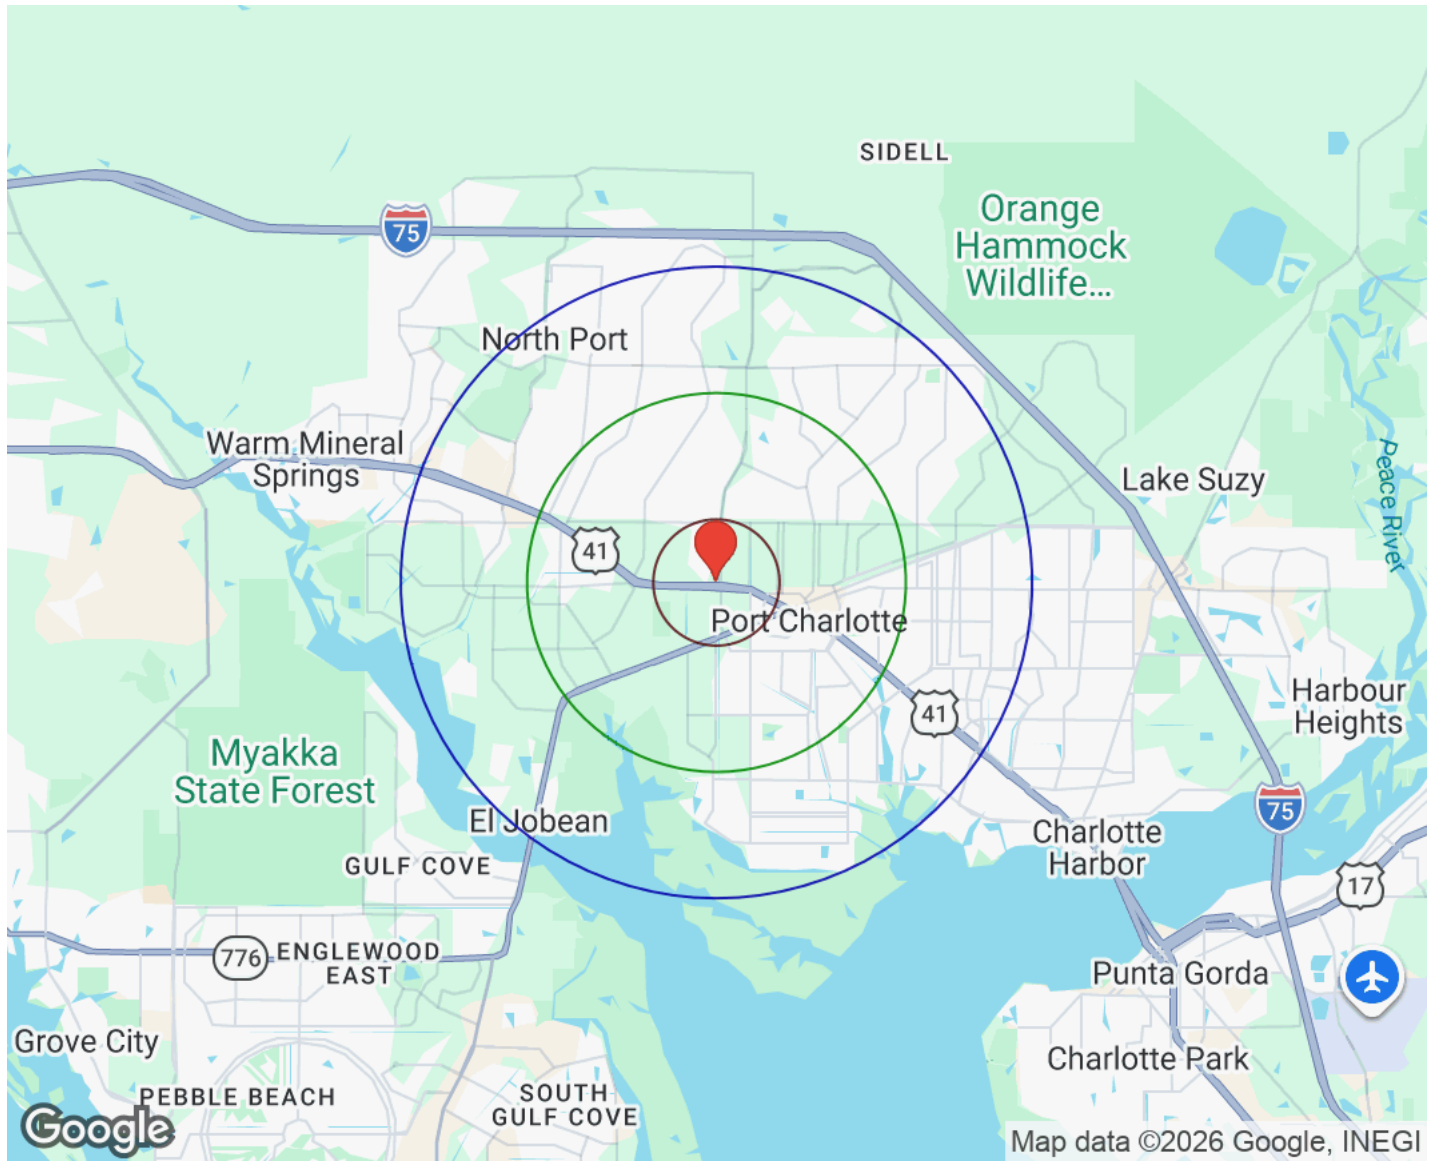 SIDELL
Orange
Hammock
Wildlife...
75
North Port
Warm Mineral
Springs
Lake Suzy
Peace River
41
Port Charlotte
Harbour
Heights
41
Myakka
State Forest
75
El Jobean
Charlotte
Harbor
GULF COVE
17
776
ENGLEWOOD
EAST
Punta Gorda
Grove City
Charlotte Park
PEBBLE BEACH
SOUTH
GULF COVE
Google
Map data ©2026 Google, INEGI